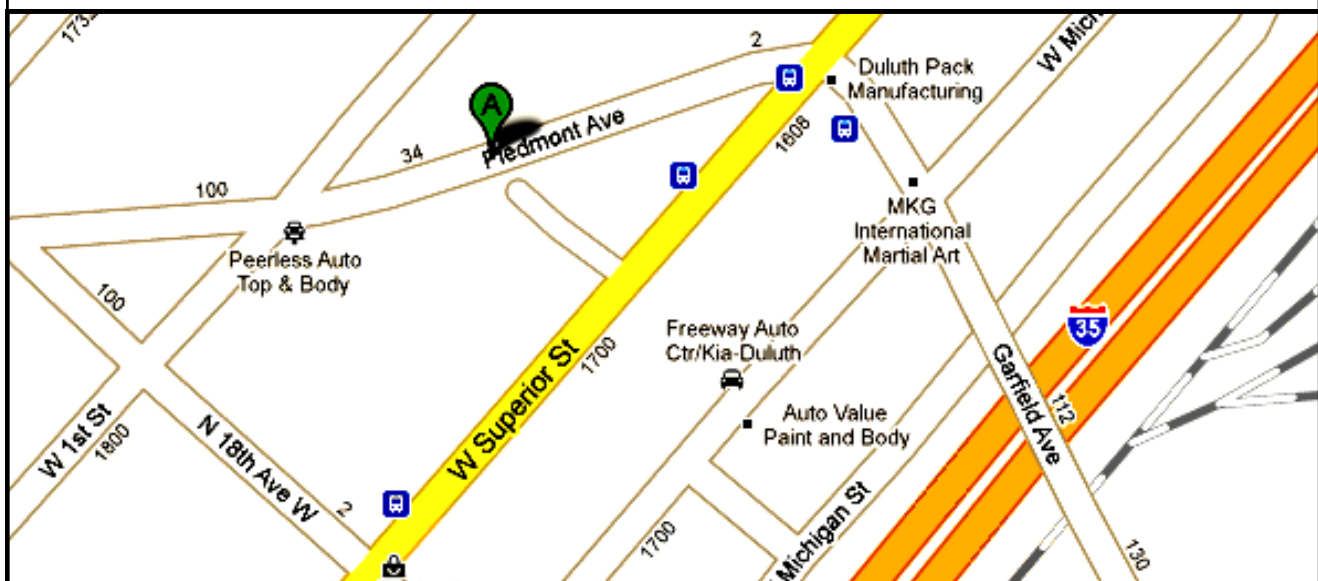 173
2
W Mich
Duluth Pack
Manufacturing
A
Piedmont Ave
34
1608
100
MKG
International
Martial Art
Peerless Auto
Top & Body
100
35
Freeway Auto
Ctr/Kia-Duluth
1700
W Superior St
Garfield Ave
112
W 1st St
1800
N 18th Ave W
2
Auto Value
Paint and Body
1700
Michigan St
130